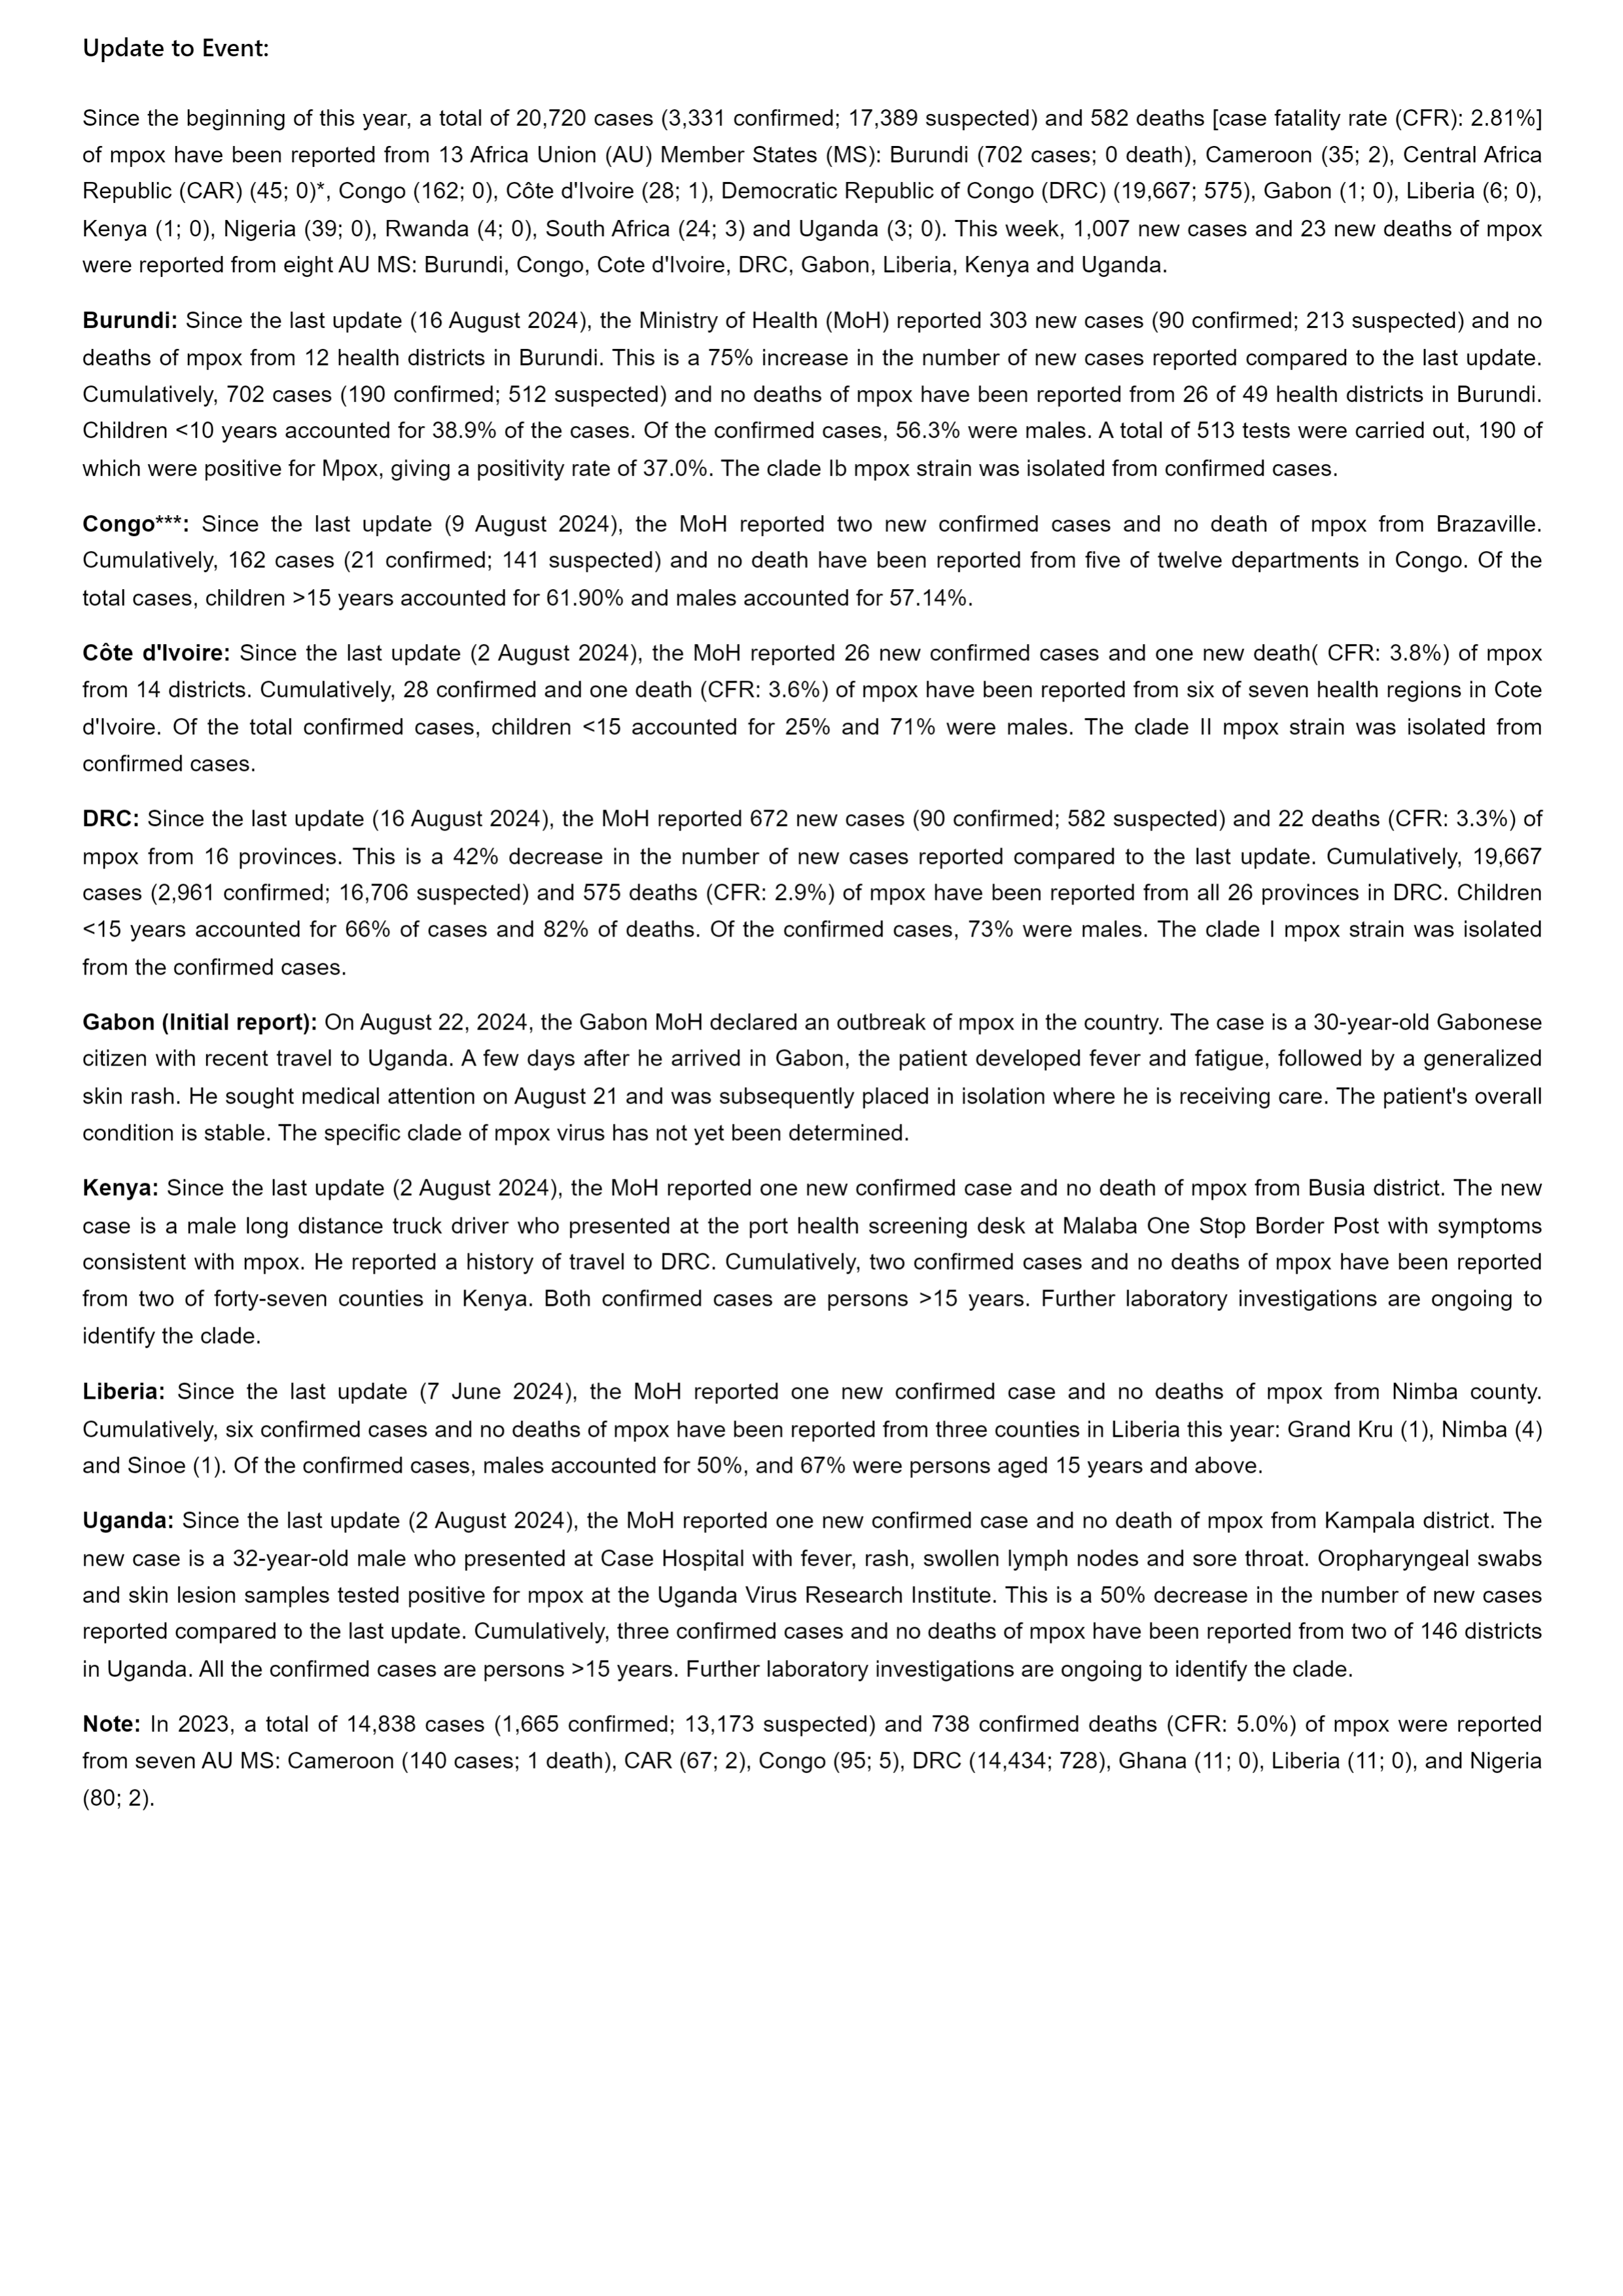 Update to Event:
Since the beginning of this year, a total of 20,720 cases (3,331 confirmed; 17,389 suspected) and 582 deaths [case fatality rate (CFR): 2.81%]
of mpox have been reported from 13 Africa Union (AU) Member States (MS): Burundi (702 cases; 0 death), Cameroon (35; 2), Central Africa
Republic (CAR) (45; 0)*, Congo (162; 0), Côte d'Ivoire (28; 1), Democratic Republic of Congo (DRC) (19,667; 575), Gabon (1; 0), Liberia (6; 0),
Kenya (1; 0), Nigeria (39; 0), Rwanda (4; 0), South Africa (24; 3) and Uganda (3; 0). This week, 1,007 new cases and 23 new deaths of mpox
were reported from eight AU MS: Burundi, Congo, Cote d'Ivoire, DRC, Gabon, Liberia, Kenya and Uganda.
Burundi: Since the last update (16 August 2024), the Ministry of Health (MoH) reported 303 new cases (90 confirmed; 213 suspected) and no
deaths of mpox from 12 health districts in Burundi. This is a 75% increase in the number of new cases reported compared to the last update.
Cumulatively, 702 cases (190 confirmed; 512 suspected) and no deaths of mpox have been reported from 26 of 49 health districts in Burundi.
Children <10 years accounted for 38.9% of the cases. Of the confirmed cases, 56.3% were males. A total of 513 tests were carried out, 190 of
which were positive for Mpox, giving a positivity rate of 37.0%. The clade Ib mpox strain was isolated from confirmed cases.
Congo***: Since the last update (9 August 2024), the MoH reported two new confirmed cases and no death of mpox from Brazaville.
Cumulatively, 162 cases (21 confirmed; 141 suspected) and no death have been reported from five of twelve departments in Congo. Of the
total cases, children >15 years accounted for 61.90% and males accounted for 57.14%.
Côte d'Ivoire: Since the last update (2 August 2024), the MoH reported 26 new confirmed cases and one new death( CFR: 3.8%) of mpox
from 14 districts. Cumulatively, 28 confirmed and one death (CFR: 3.6%) of mpox have been reported from six of seven health regions in Cote
d'Ivoire. Of the total confirmed cases, children <15 accounted for 25% and 71% were males. The clade II mpox strain was isolated from
confirmed cases.
DRC: Since the last update (16 August 2024), the MoH reported 672 new cases (90 confirmed; 582 suspected) and 22 deaths (CFR: 3.3%) of
mpox from 16 provinces. This is a 42% decrease in the number of new cases reported compared to the last update. Cumulatively, 19,667
cases (2,961 confirmed; 16,706 suspected) and 575 deaths (CFR: 2.9%) of mpox have been reported from all 26 provinces in DRC. Children
<15 years accounted for 66% of cases and 82% of deaths. Of the confirmed cases, 73% were males. The clade I mpox strain was isolated
from the confirmed cases.
Gabon (Initial report): On August 22, 2024, the Gabon MoH declared an outbreak of mpox in the country. The case is a 30-year-old Gabonese
citizen with recent travel to Uganda. A few days after he arrived in Gabon, the patient developed fever and fatigue, followed by a generalized
skin rash. He sought medical attention on August 21 and was subsequently placed in isolation where he is receiving care. The patient's overall
condition is stable. The specific clade of mpox virus has not yet been determined.
Kenya: Since the last update (2 August 2024), the MoH reported one new confirmed case and no death of mpox from Busia district. The new
case is a male long distance truck driver who presented at the port health screening desk at Malaba One Stop Border Post with symptoms
consistent with mpox. He reported a history of travel to DRC. Cumulatively, two confirmed cases and no deaths of mpox have been reported
from two of forty-seven counties in Kenya. Both confirmed cases are persons >15 years. Further laboratory investigations are ongoing to
identify the clade.
Liberia: Since the last update (7 June 2024), the MoH reported one new confirmed case and no deaths of mpox from Nimba county.
Cumulatively, six confirmed cases and no deaths of mpox have been reported from three counties in Liberia this year: Grand Kru (1), Nimba (4)
and Sinoe (1). Of the confirmed cases, males accounted for 50%, and 67% were persons aged 15 years and above.
Uganda: Since the last update (2 August 2024), the MoH reported one new confirmed case and no death of mpox from Kampala district. The
new case is a 32-year-old male who presented at Case Hospital with fever, rash, swollen lymph nodes and sore throat. Oropharyngeal swabs
and skin lesion samples tested positive for mpox at the Uganda Virus Research Institute. This is a 50% decrease in the number of new cases
reported compared to the last update. Cumulatively, three confirmed cases and no deaths of mpox have been reported from two of 146 districts
in Uganda. All the confirmed cases are persons >15 years. Further laboratory investigations are ongoing to identify the clade.
Note: In 2023, a total of 14,838 cases (1,665 confirmed; 13,173 suspected) and 738 confirmed deaths (CFR: 5.0%) of mpox were reported
from seven AU MS: Cameroon (140 cases; 1 death), CAR (67; 2), Congo (95; 5), DRC (14,434; 728), Ghana (11; 0), Liberia (11; 0), and Nigeria
(80; 2).